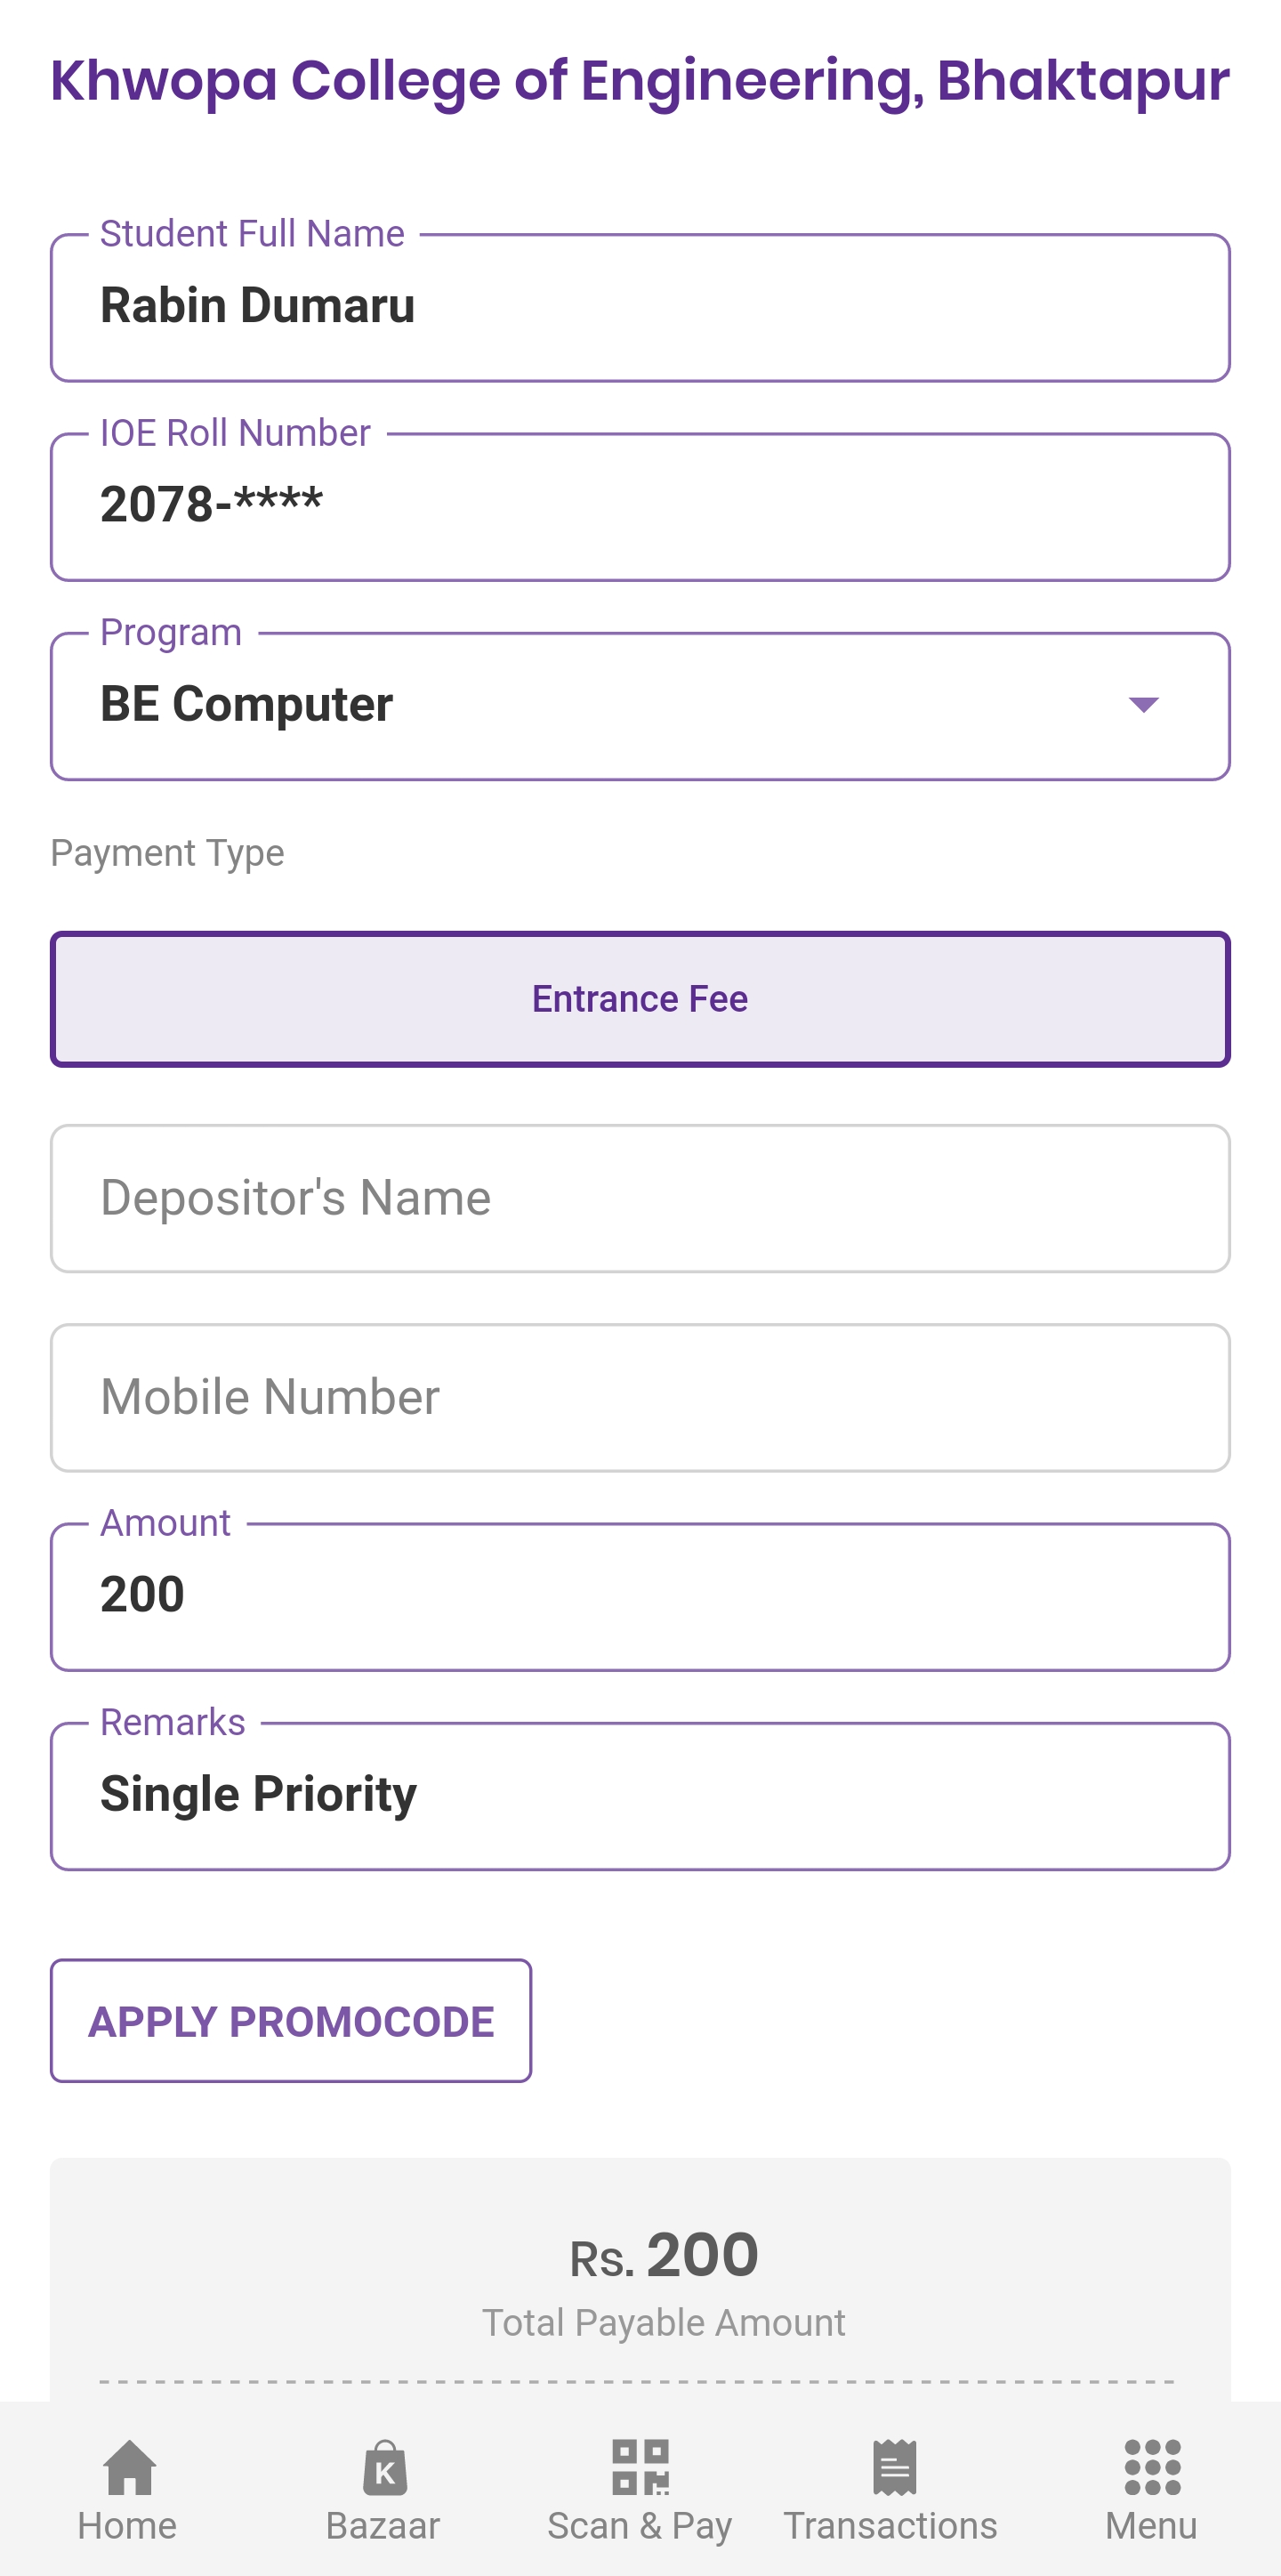 Khwopa College of Engineering, Bhaktapur
Student Full Name
Rabin Dumaru
IOE Roll Number
2078-****
Program
BE Computer
Payment Type
Entrance Fee
Depositor's Name
Mobile Number
Amount
200
Remarks
Single Priority
APPLY PROMOCODE
Rs. 200
Total Payable Amount
K
Home Bazaar Scan & Pay Transactions Menu